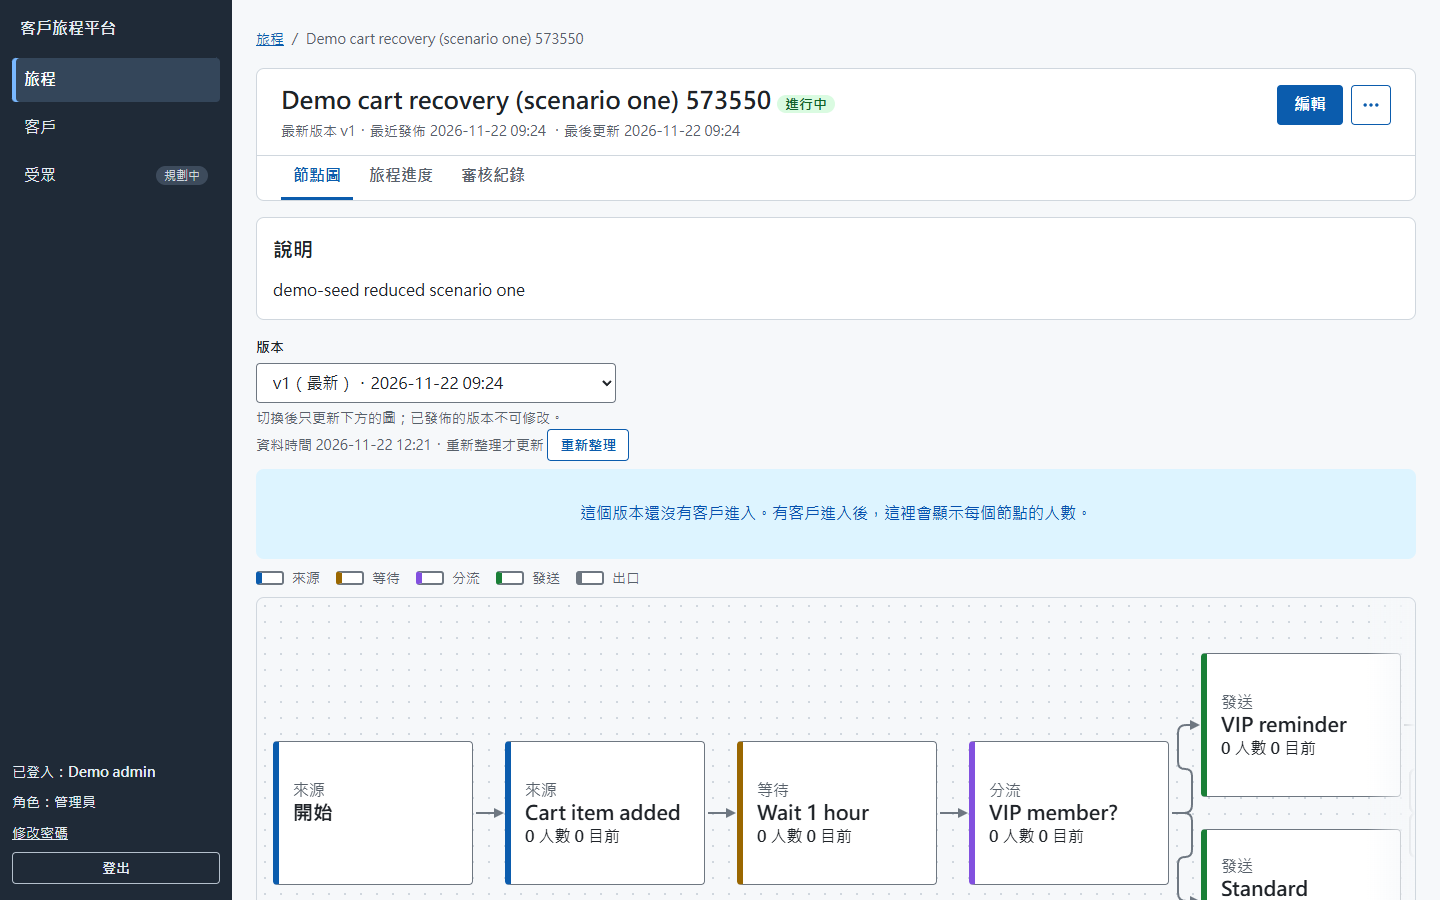 客戶旅程平台
旅程
客戶
受眾 規劃中
已登入：Demo admin
角色：管理員
修改密碼
登出
旅程 / Demo cart recovery (scenario one) 573550
Demo cart recovery (scenario one) 573550 進行中
最新版本 v1 · 最近發佈 2026-11-22 09:24 · 最後更新 2026-11-22 09:24
編輯 ···
節點圖 旅程進度 審核紀錄
說明
demo-seed reduced scenario one
版本
v1（最新） · 2026-11-22 09:24
切換後只更新下方的圖；已發佈的版本不可修改。
資料時間 2026-11-22 12:21 · 重新整理才更新 重新整理
這個版本還沒有客戶進入。有客戶進入後，這裡會顯示每個節點的人數。
來源 等待 分流 發送 出口
來源
開始
來源
Cart item added
0 人數 0 目前
等待
Wait 1 hour
0 人數 0 目前
分流
VIP member?
0 人數 0 目前
發送
VIP reminder
0 人數 0 目前
發送
Standard